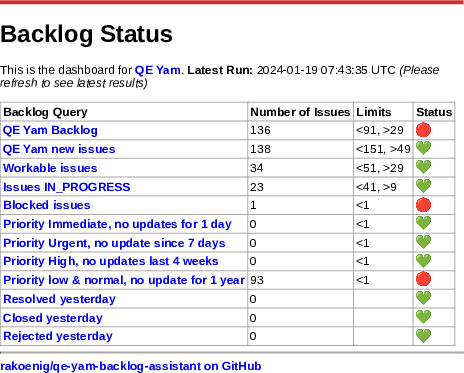 Backlog Status
This is the dashboard for QE Yam. Latest Run: 2024-01-19 07:43:35 UTC (Please
refresh to see latest results)
Backlog Query Number of Issues Limits Status
QE Yam Backlog 136 <91, >29
QE Yam new issues 138 <151, >49
Workable issues 34 <51, >29
Issues IN_PROGRESS 23 <41, >9
Blocked issues 1 <1
Priority Immediate, no updates for 1 day 0 <1
Priority Urgent, no update since 7 days 0 <1
Priority High, no updates last 4 weeks 0 <1
Priority low & normal, no update for 1 year 93 <1
Resolved yesterday 0
Closed yesterday 0
Rejected yesterday 0
rakoenig/qe-yam-backlog-assistant on GitHub